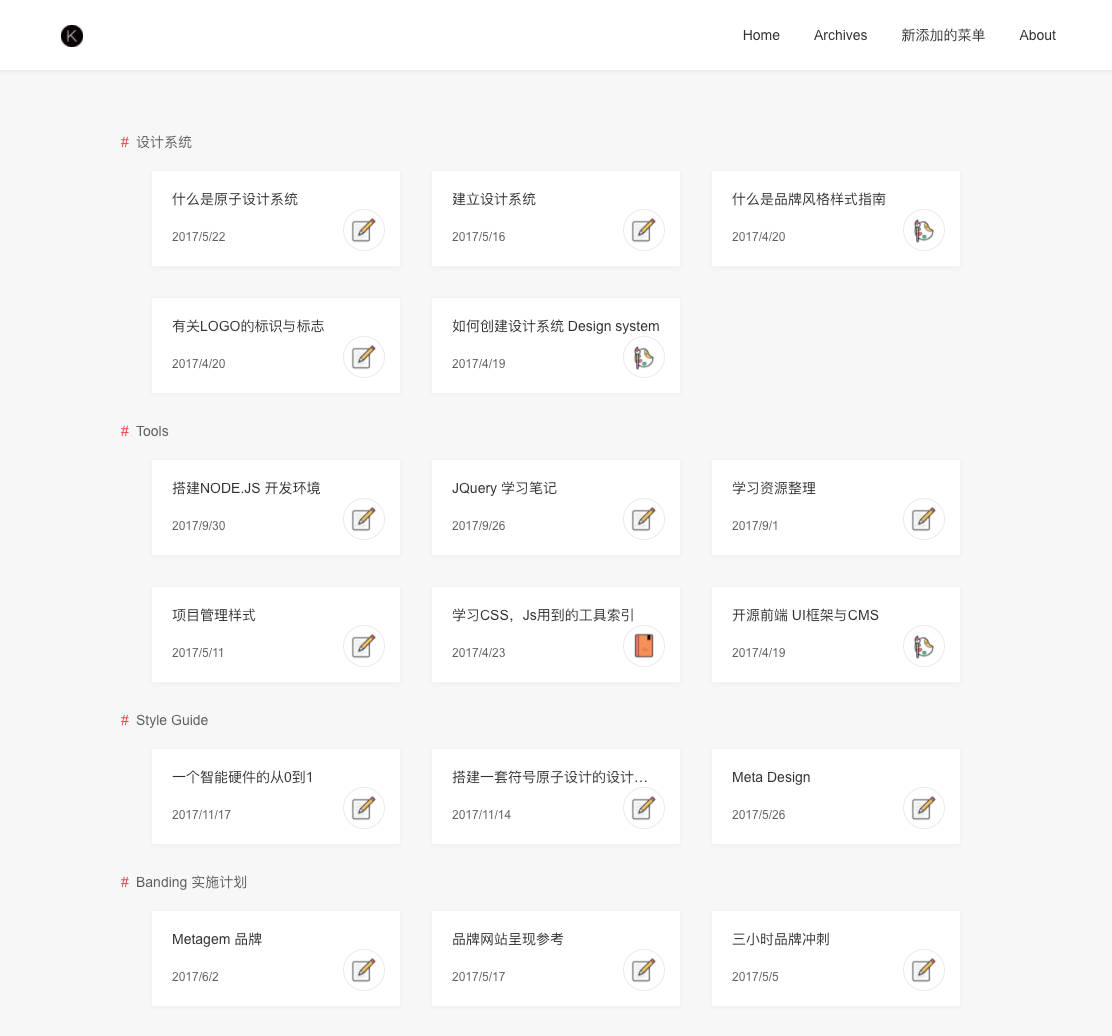 K
Home Archives 新添加的菜单 About
# 设计系统
什么是原子设计系统
2017/5/22
建立设计系统
2017/5/16
什么是品牌风格样式指南
2017/4/20
有关LOGO的标识与标志
2017/4/20
如何创建设计系统 Design system
2017/4/19
# Tools
搭建NODE.JS 开发环境
2017/9/30
JQuery 学习笔记
2017/9/26
学习资源整理
2017/9/1
项目管理样式
2017/5/11
学习CSS，Js用到的工具索引
2017/4/23
开源前端 UI框架与CMS
2017/4/19
# Style Guide
一个智能硬件的从0到1
2017/11/17
搭建一套符号原子设计的设计…
2017/11/14
Meta Design
2017/5/26
# Banding 实施计划
Metagem 品牌
2017/6/2
品牌网站呈现参考
2017/5/17
三小时品牌冲刺
2017/5/5